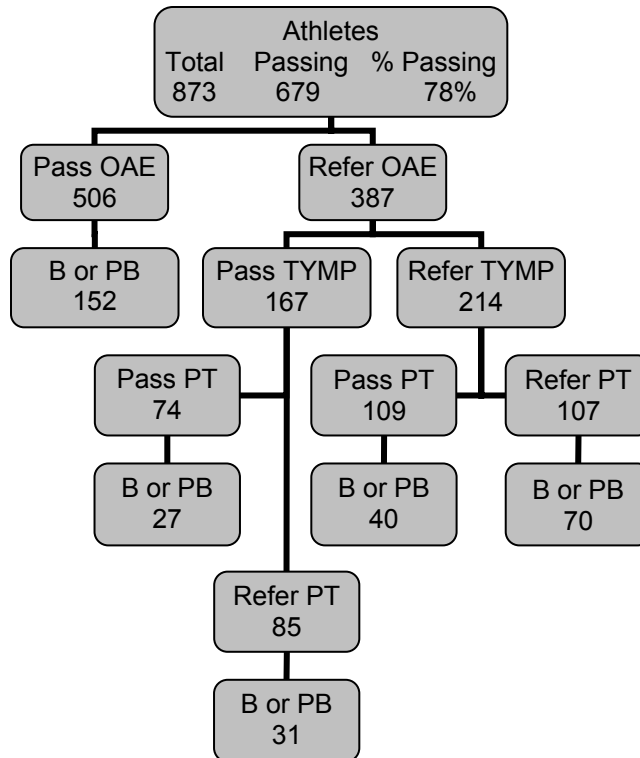 Athletes
Total Passing % Passing
873 679 78%
Pass OAE
506
Refer OAE
387
B or PB
152
Pass TYMP
167
Refer TYMP
214
Pass PT
74
Pass PT
109
Refer PT
107
B or PB
27
B or PB
40
B or PB
70
Refer PT
85
B or PB
31